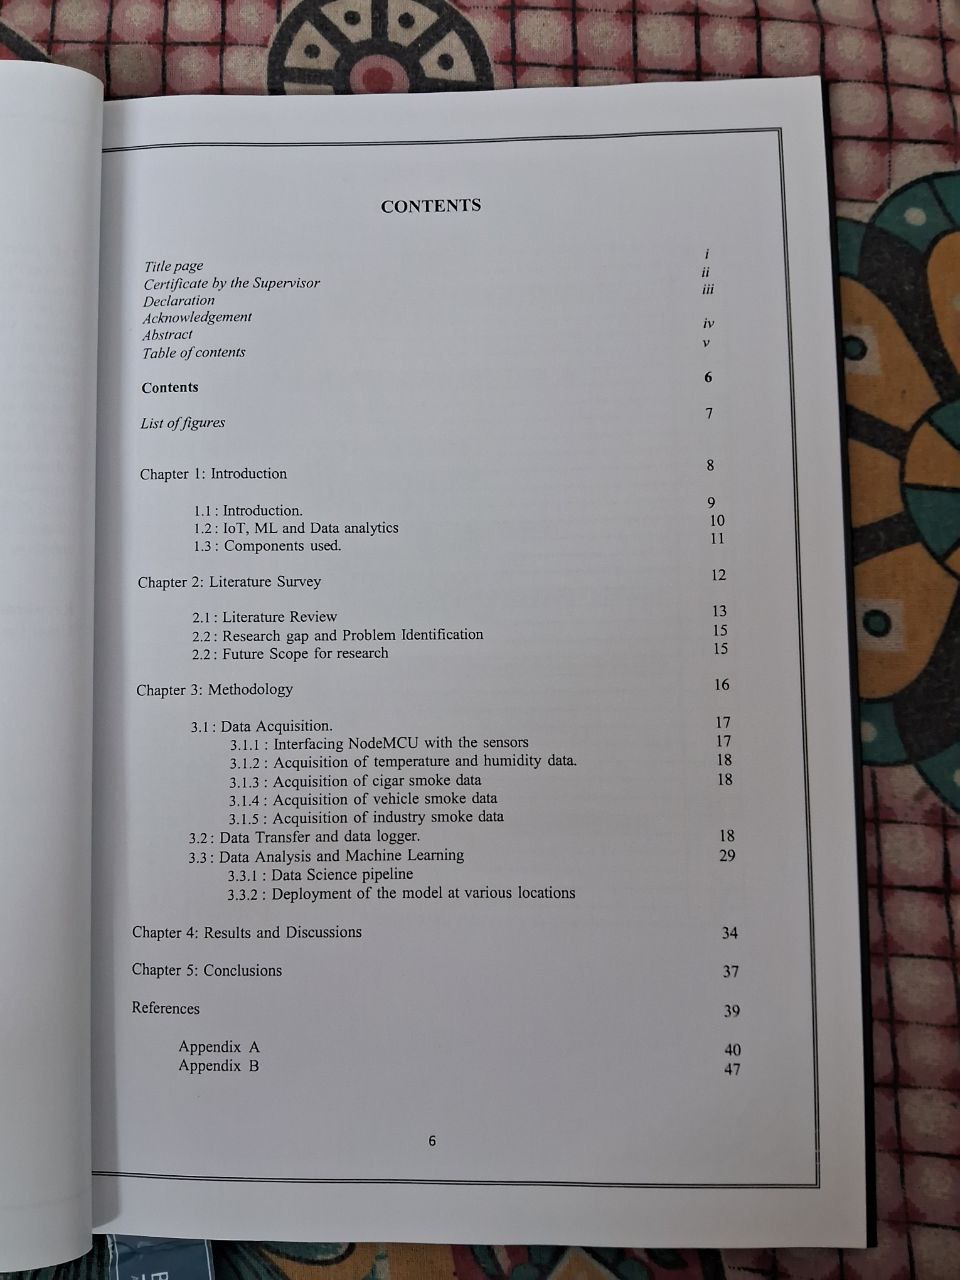 CONTENTS
Title page i
Certificate by the Supervisor ii
Declaration iii
Acknowledgement
Abstract iv
Table of contents v
Contents 6
List of figures 7
Chapter 1: Introduction 8
1.1 : Introduction. 9
1.2 : IoT, ML and Data analytics 10
1.3 : Components used. 11
Chapter 2: Literature Survey 12
2.1 : Literature Review 13
2.2 : Research gap and Problem Identification 15
2.2 : Future Scope for research 15
Chapter 3: Methodology 16
3.1 : Data Acquisition. 17
3.1.1 : Interfacing NodeMCU with the sensors 17
3.1.2 : Acquisition of temperature and humidity data. 18
3.1.3 : Acquisition of cigar smoke data 18
3.1.4 : Acquisition of vehicle smoke data
3.1.5 : Acquisition of industry smoke data
3.2 : Data Transfer and data logger. 18
3.3 : Data Analysis and Machine Learning 29
3.3.1 : Data Science pipeline
3.3.2 : Deployment of the model at various locations
Chapter 4: Results and Discussions 34
Chapter 5: Conclusions 37
References 39
Appendix A 40
Appendix B 47
6